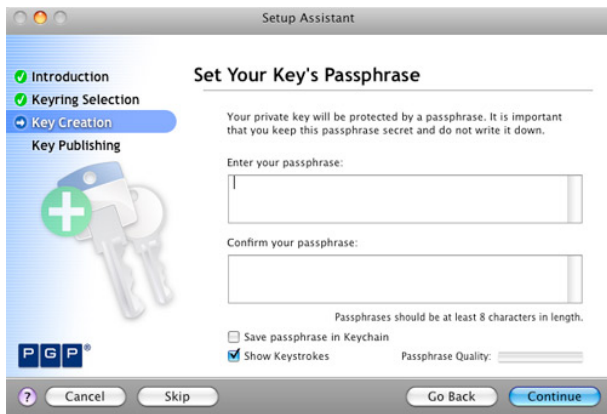 Setup Assistant
Introduction
Keyring Selection
Key Creation
Key Publishing
Set Your Key's Passphrase
Your private key will be protected by a passphrase. It is important
that you keep this passphrase secret and do not write it down.
Enter your passphrase:
Confirm your passphrase:
Passphrases should be at least 8 characters in length.
Save passphrase in Keychain
Show Keystrokes
Passphrase Quality:
PGP®
?
Cancel
Skip
Go Back
Continue